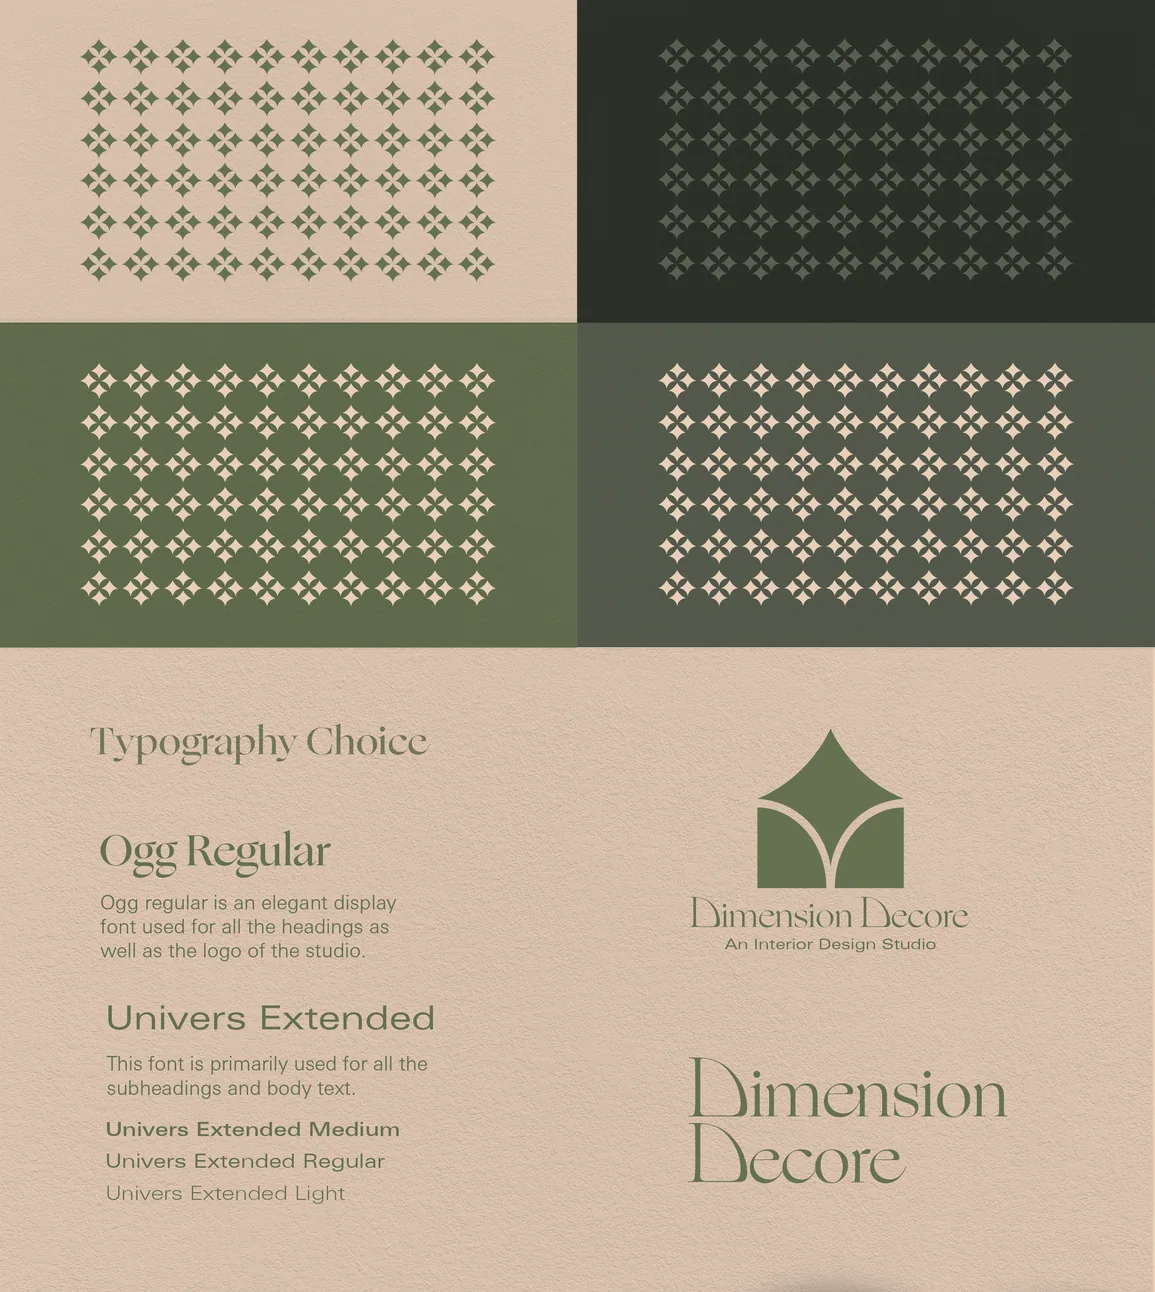 Typography Choice
Ogg Regular
Ogg regular is an elegant display
font used for all the headings as
well as the logo of the studio.
Univers Extended
This font is primarily used for all the
subheadings and body text.
Univers Extended Medium
Univers Extended Regular
Univers Extended Light
Dimension Decore
An Interior Design Studio
Dimension
Decore